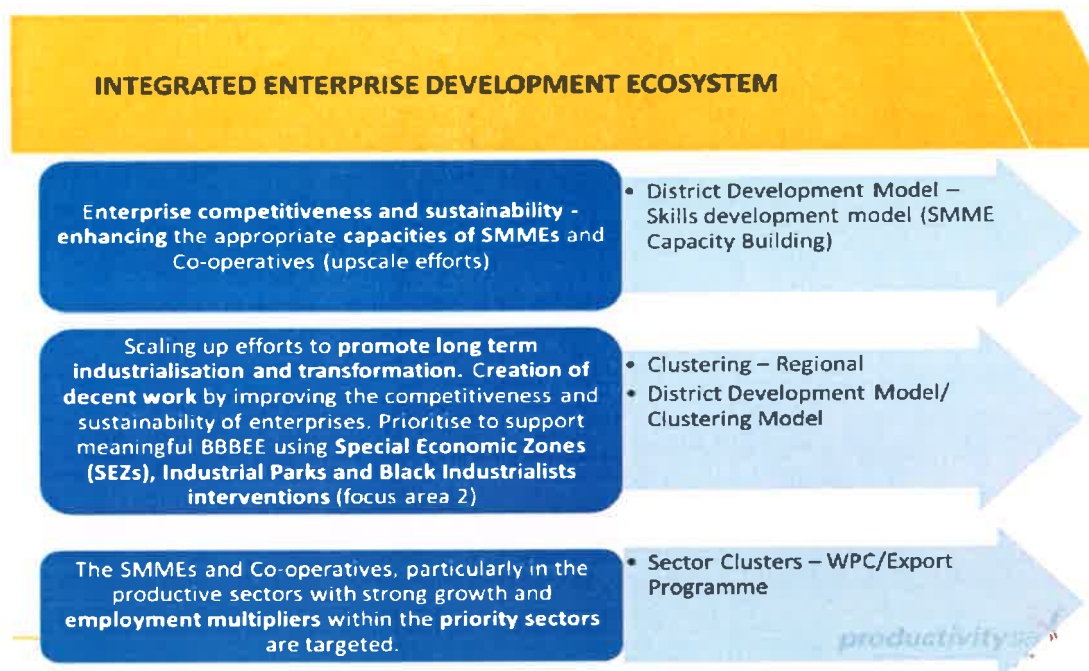 INTEGRATED ENTERPRISE DEVELOPMENT ECOSYSTEM
Enterprise competitiveness and sustainability -
enhancing the appropriate capacities of SMMEs and
Co-operatives (upscale efforts)
• District Development Model –
Skills development model (SMME
Capacity Building)
Scaling up efforts to promote long term
industrialisation and transformation. Creation of
decent work by improving the competitiveness and
sustainability of enterprises. Prioritise to support
meaningful BBBEE using Special Economic Zones
(SEZs), Industrial Parks and Black Industrialists
interventions (focus area 2)
• Clustering – Regional
• District Development Model/
Clustering Model
The SMMEs and Co-operatives, particularly in the
productive sectors with strong growth and
employment multipliers within the priority sectors
are targeted.
• Sector Clusters – WPC/Export
Programme
productivity